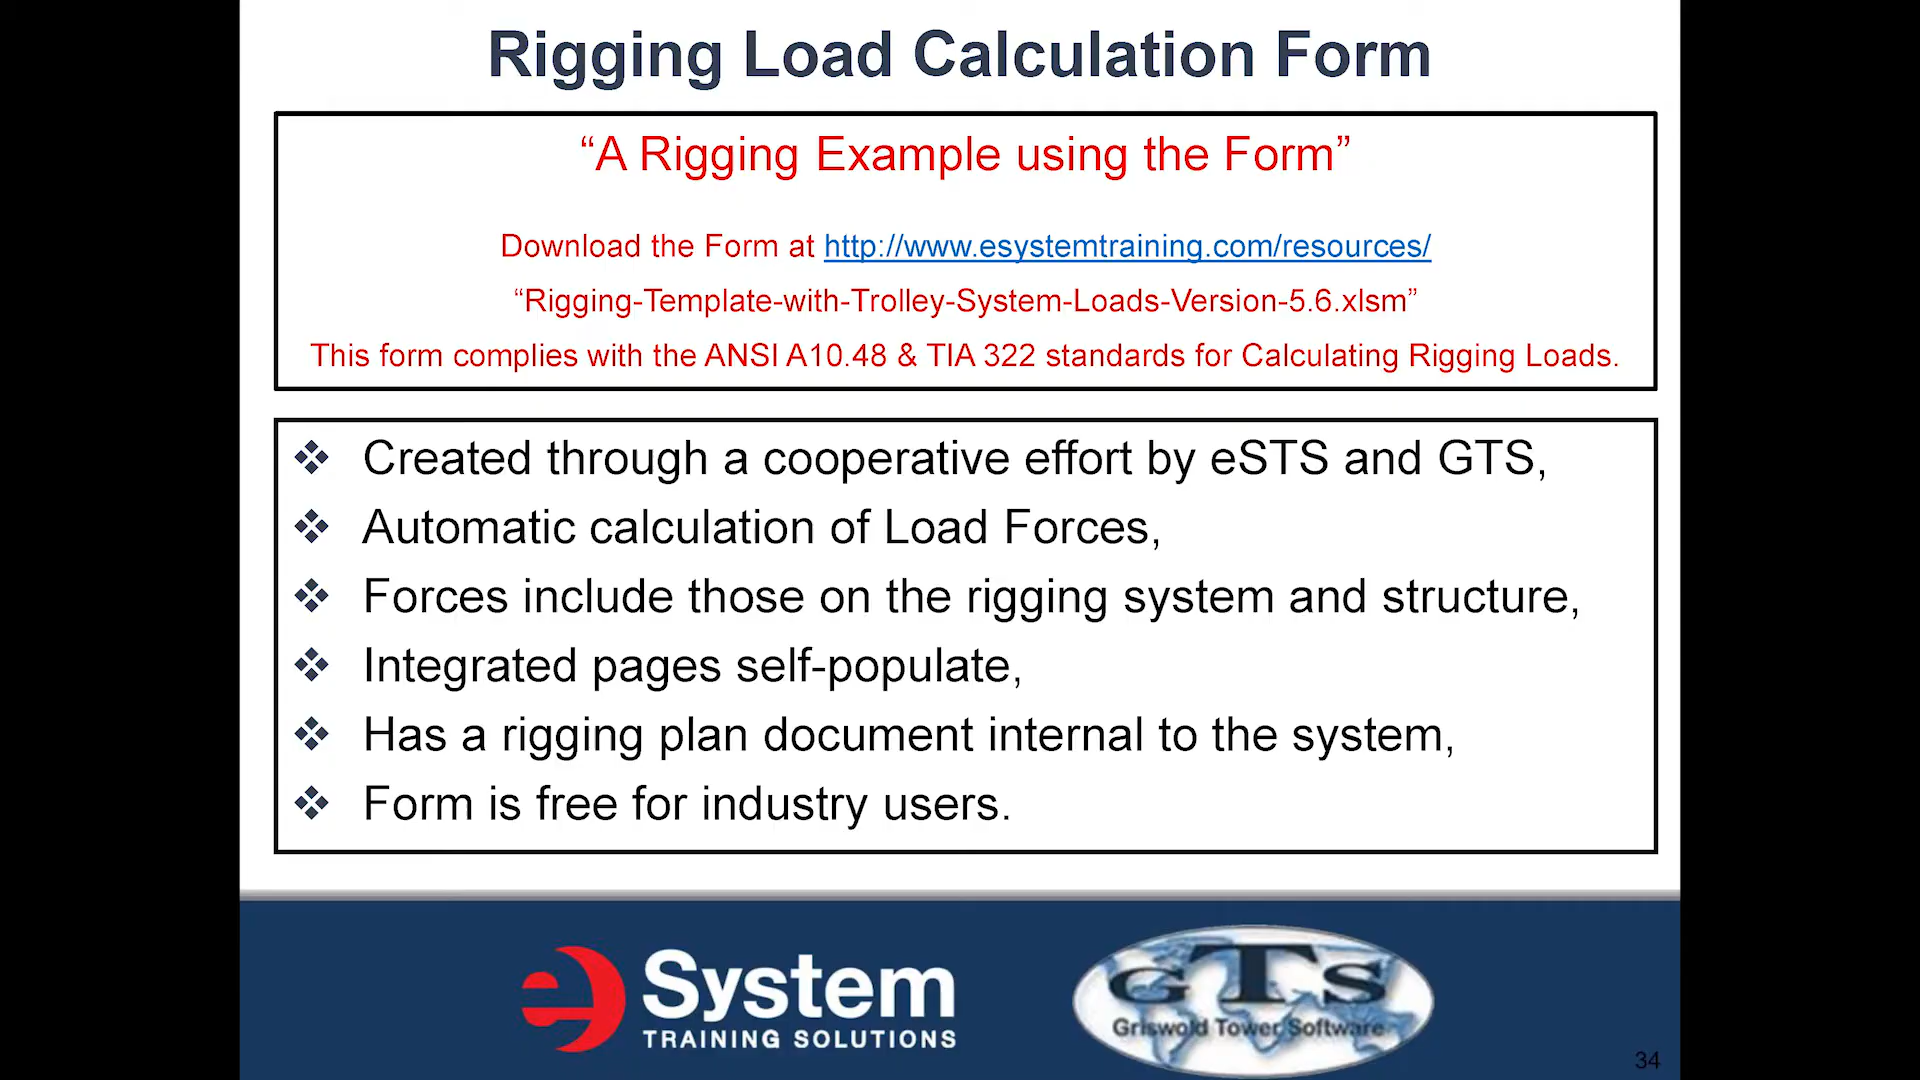 Rigging Load Calculation Form
“A Rigging Example using the Form”
Download the Form at http://www.esystemtraining.com/resources/
“Rigging-Template-with-Trolley-System-Loads-Version-5.6.xlsm”
This form complies with the ANSI A10.48 & TIA 322 standards for Calculating Rigging Loads.
❖ Created through a cooperative effort by eSTS and GTS,
❖ Automatic calculation of Load Forces,
❖ Forces include those on the rigging system and structure,
❖ Integrated pages self-populate,
❖ Has a rigging plan document internal to the system,
❖ Form is free for industry users.
e System
TRAINING SOLUTIONS
GTS
Griswold Tower Software
34